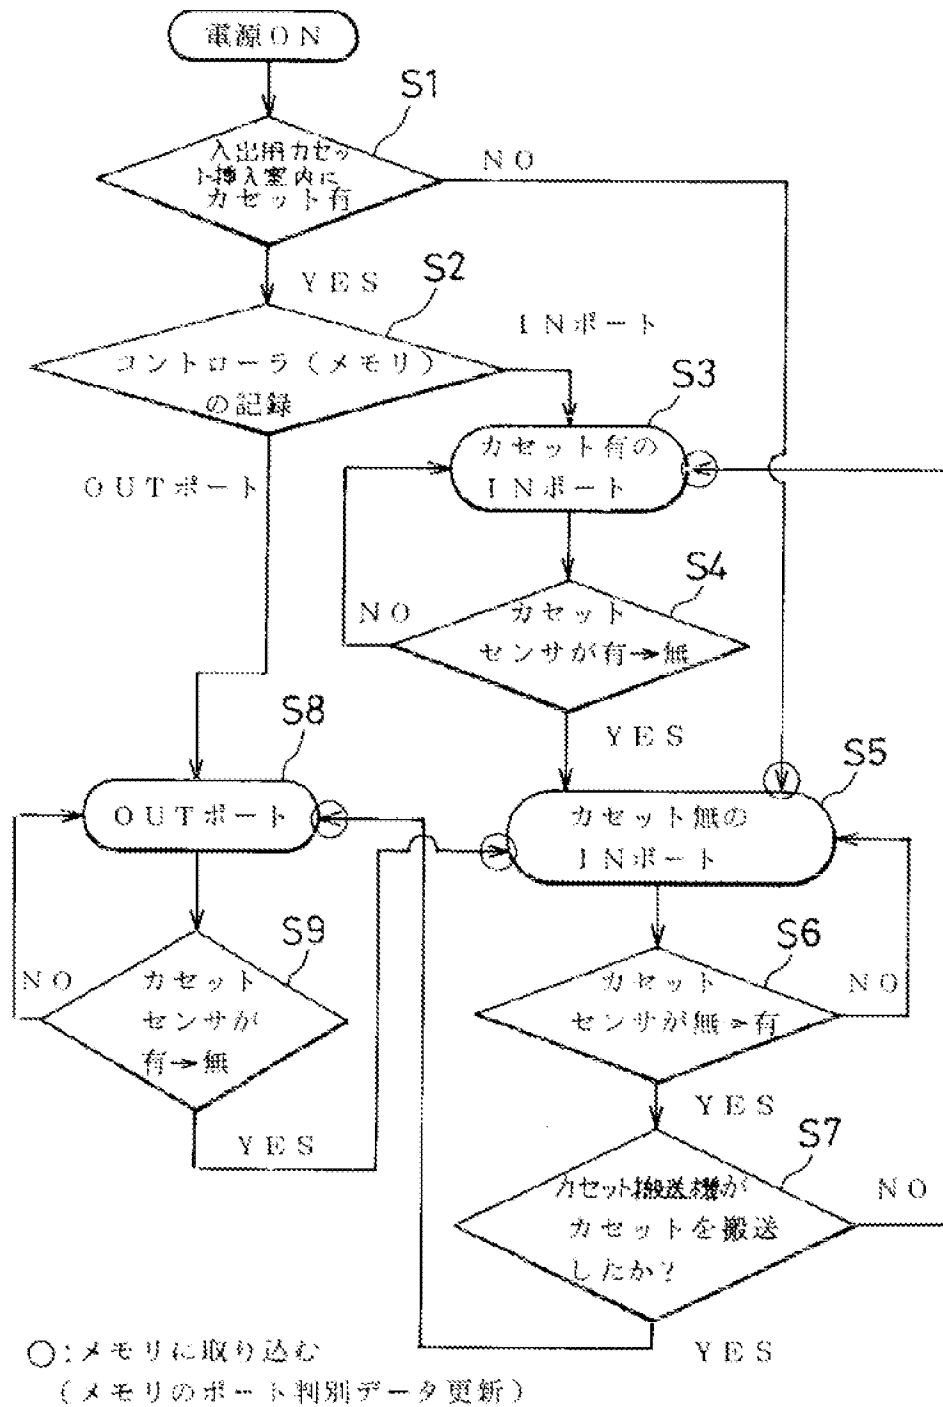 電源ON
S1
入出用カセッ
ト挿入室内に
カセット有
NO
YES
S2
INポート
コントローラ(メモリ)
の記録
S3
カセット有の
INポート
OUTポート
S4
NO
カセット
センサが有→無
YES
S8
S5
OUTポート
カセット無の
INポート
S9
S6
NO
カセット
センサが
有→無
カセット
センサが無→有
NO
YES
YES
S7
カセット搬送機が
カセットを搬送
したか?
NO
YES
○:メモリに取り込む
(メモリのポート判別データ更新)